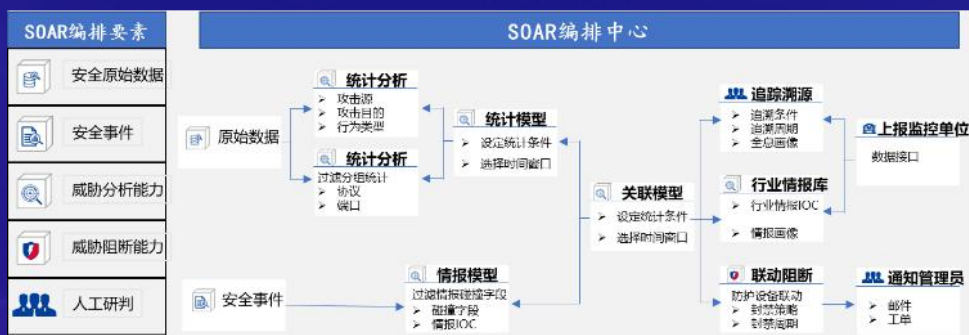 SOAR编排要素
安全原始数据
安全事件
威胁分析能力
威胁阻断能力
人工研判
SOAR编排中心
原始数据
统计分析
攻击源
攻击目的
行为类型
统计分析
过滤分组统计
协议
端口
统计模型
设定统计条件
选择时间窗口
安全事件
情报模型
过滤情报碰撞字段
碰撞字段
情报IOC
关联模型
设定统计条件
选择时间窗口
追踪溯源
追溯条件
追溯周期
全息画像
行业情报库
行业情报IOC
情报画像
联动阻断
防护设备联动
封禁策略
封禁周期
上报监控单位
数据接口
通知管理员
邮件
工单